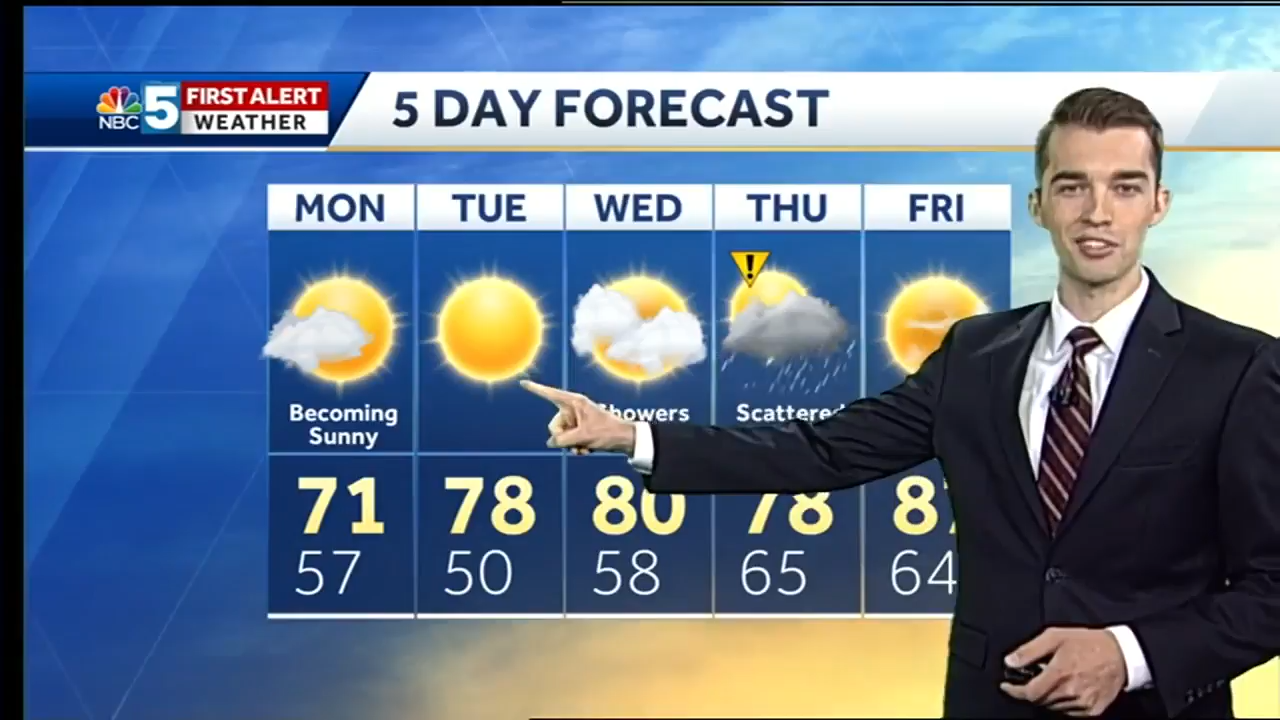 NBC 5 FIRST ALERT
WEATHER
5 DAY FORECAST
MON TUE WED THU FRI
!
Becoming
Sunny
Showers
Scattered
71 78 80 78
57 50 58 65 64